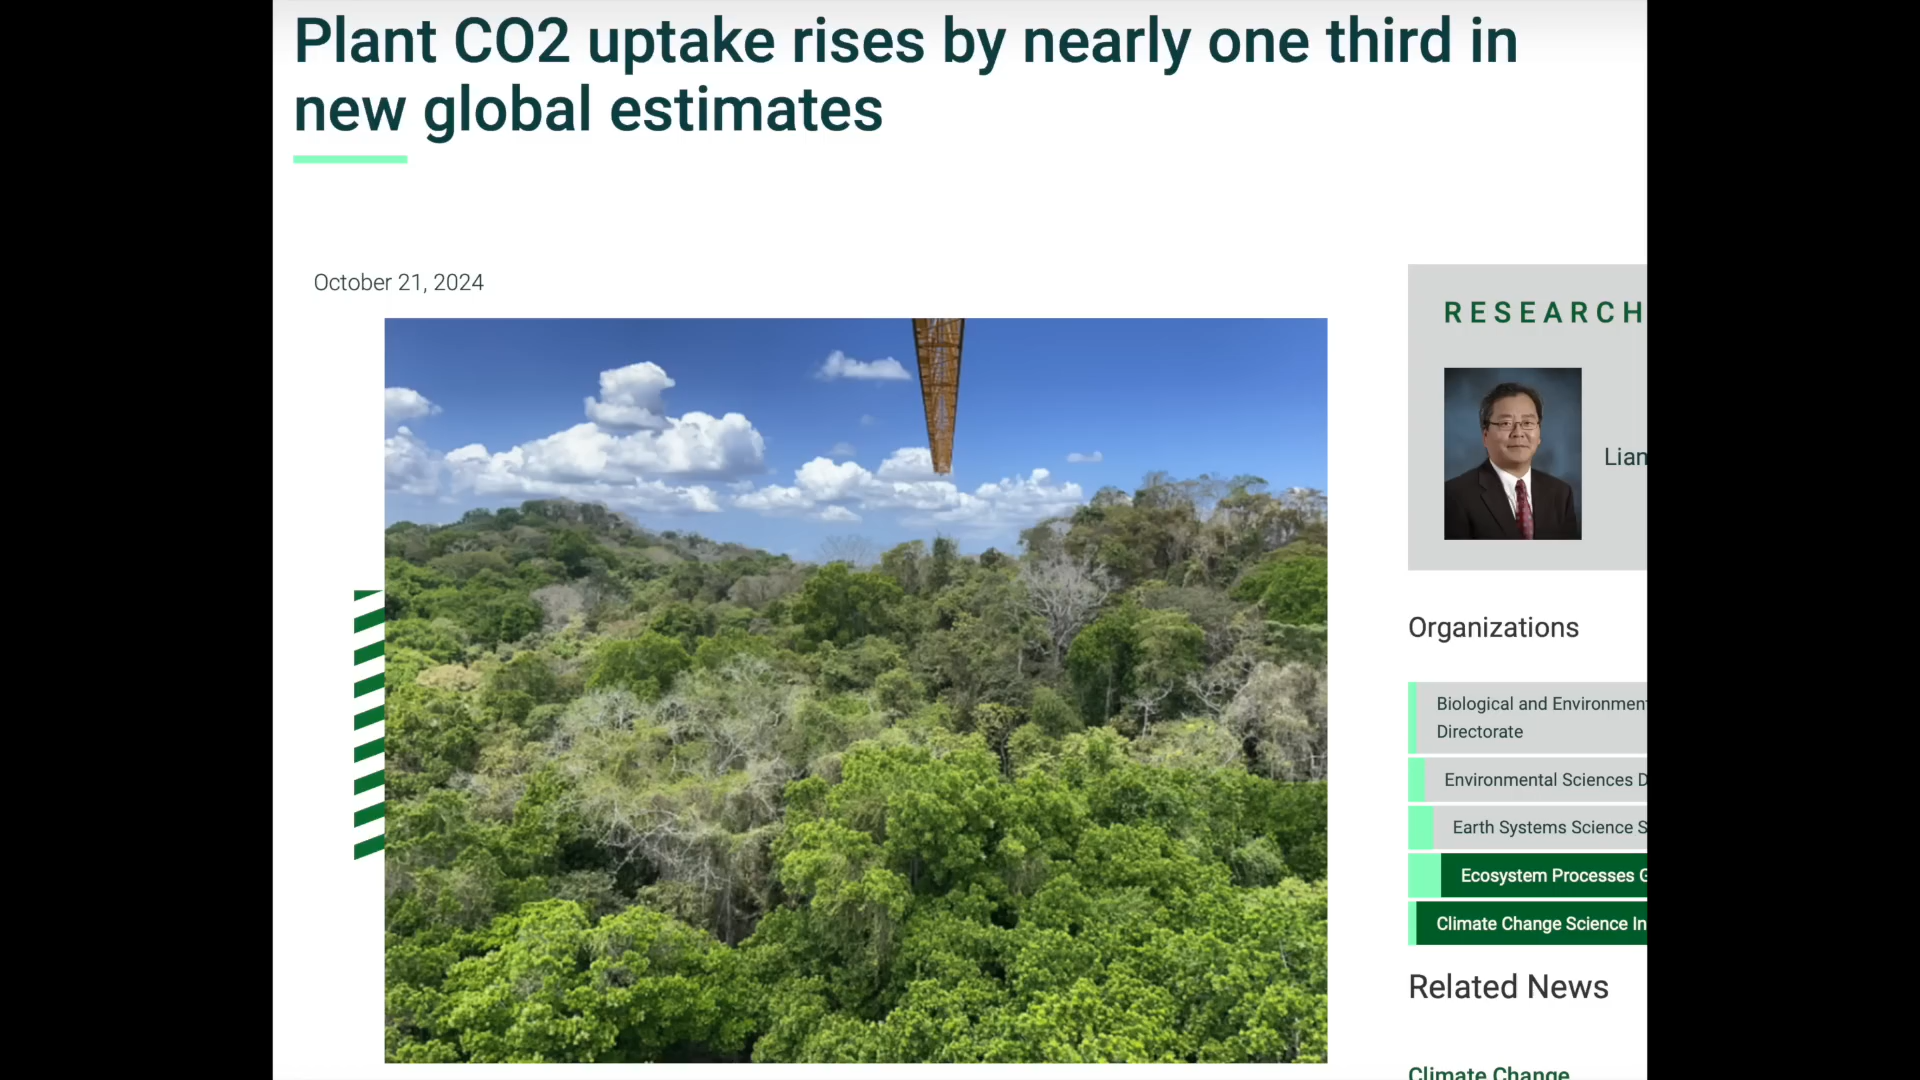 Plant CO2 uptake rises by nearly one third in
new global estimates
October 21, 2024
RESEARCH
Lian
Organizations
Biological and Environmen
Directorate
Environmental Sciences D
Earth Systems Science S
Ecosystem Processes G
Climate Change Science In
Related News
Climate Change